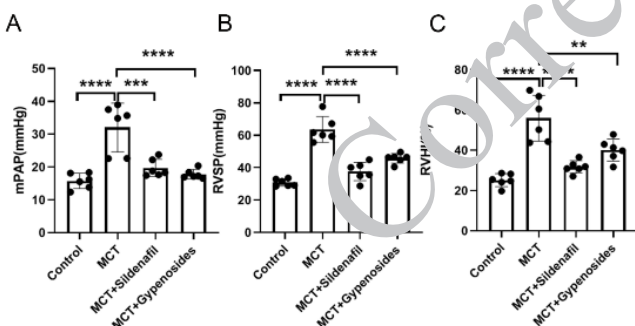 A
B
C
Corre
****
****
***
****
****
****
**
****
mPAP(mmHg)
50
40
30
20
10
0
Control
MCT
MCT+Sildenafil
MCT+Gypenosides
RVSP(mmHg)
100
80
60
40
20
0
Control
MCT
MCT+Sildenafil
MCT+Gypenosides
80
60
40
20
0
Control
MCT
MCT+Sildenafil
MCT+Gypenosides